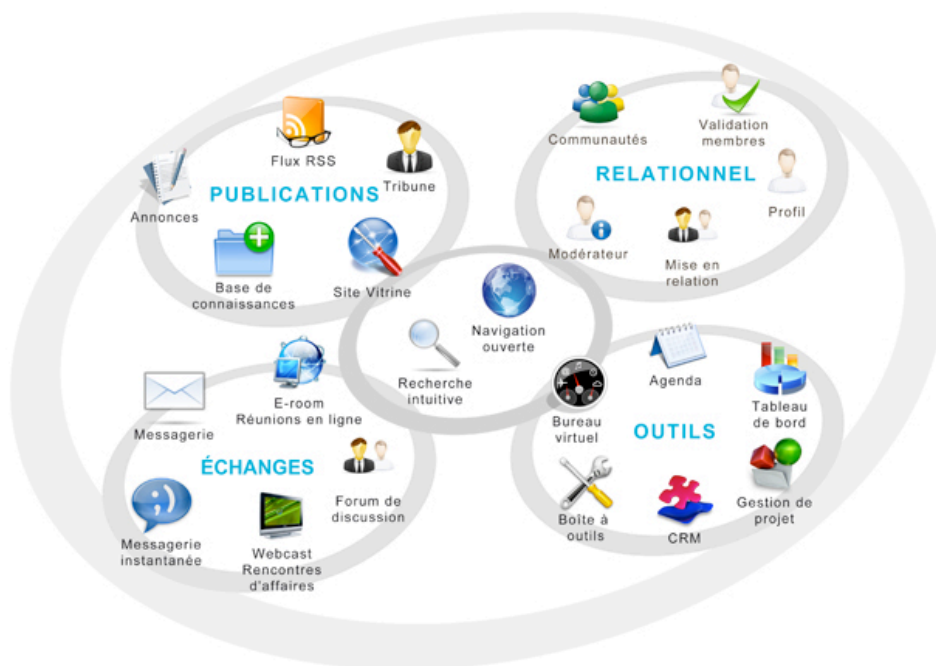 Flux RSS
Tribune
Annonces
PUBLICATIONS
Base de
connaissances
Site Vitrine
Communautés
Validation
membres
RELATIONNEL
Profil
Modérateur
Mise en
relation
Navigation
ouverte
Recherche
intuitive
Messagerie
E-room
Réunions en ligne
ÉCHANGES
Forum de
discussion
Messagerie
instantanée
Webcast
Rencontres
d'affaires
Agenda
Tableau
de bord
Bureau
virtuel
OUTILS
Gestion de
projet
Boîte à
outils
CRM